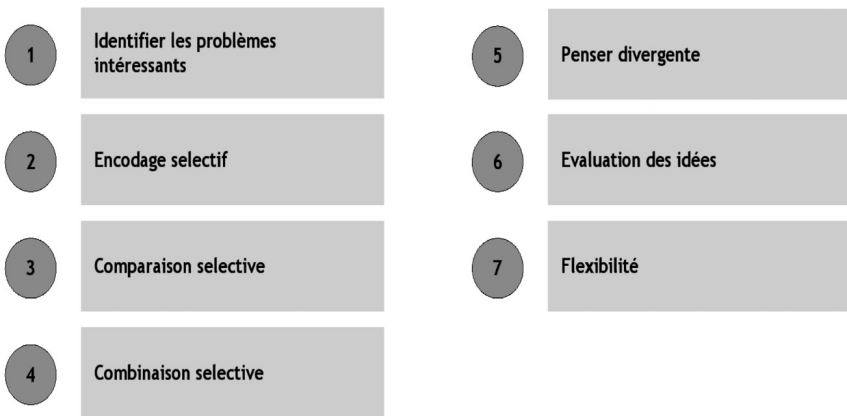 1
Identifier les problèmes
intéressants
2
Encodage selectif
3
Comparaison selective
4
Combinaison selective
5
Penser divergente
6
Evaluation des idées
7
Flexibilité